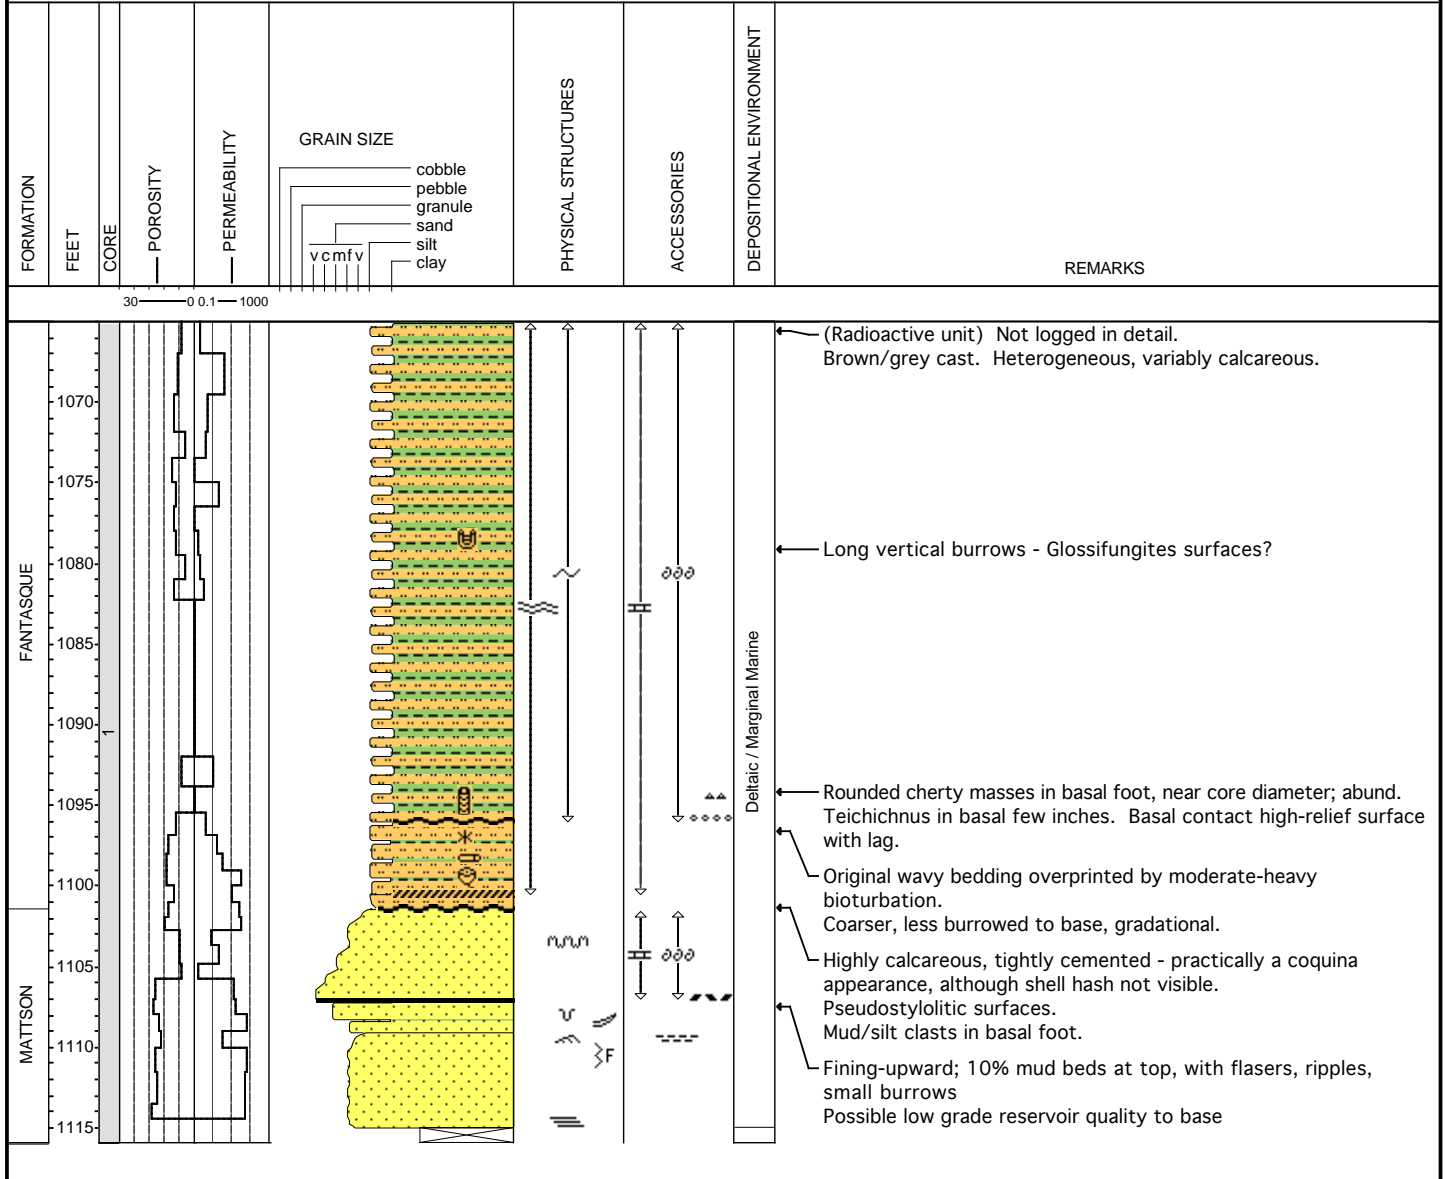 FORMATION
FEET
CORE
POROSITY
PERMEABILITY
GRAIN SIZE
cobble
pebble
granule
sand
silt
clay
v c m f v
PHYSICAL STRUCTURES
ACCESSORIES
DEPOSITIONAL ENVIRONMENT
REMARKS
30 0 0.1 1000
FANTASQUE
MATTSON
1070
1075
1080
1085
1090
1095
1100
1105
1110
1115
1
F
Deltaic / Marginal Marine
(Radioactive unit) Not logged in detail.
Brown/grey cast. Heterogeneous, variably calcareous.
Long vertical burrows - Glossifungites surfaces?
Rounded cherty masses in basal foot, near core diameter; abund.
Teichichnus in basal few inches. Basal contact high-relief surface
with lag.
Original wavy bedding overprinted by moderate-heavy
bioturbation.
Coarser, less burrowed to base, gradational.
Highly calcareous, tightly cemented - practically a coquina
appearance, although shell hash not visible.
Pseudostylolitic surfaces.
Mud/silt clasts in basal foot.
Fining-upward; 10% mud beds at top, with flasers, ripples,
small burrows
Possible low grade reservoir quality to base